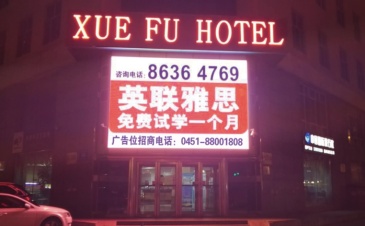 XUE FU HOTEL
咨询电话：8636 4769
英联雅思
免费试学一个月
广告位招商电话：0451-88001808